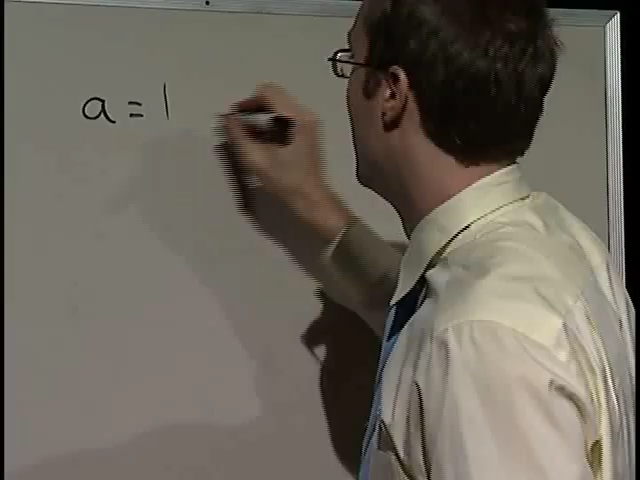 a = 1